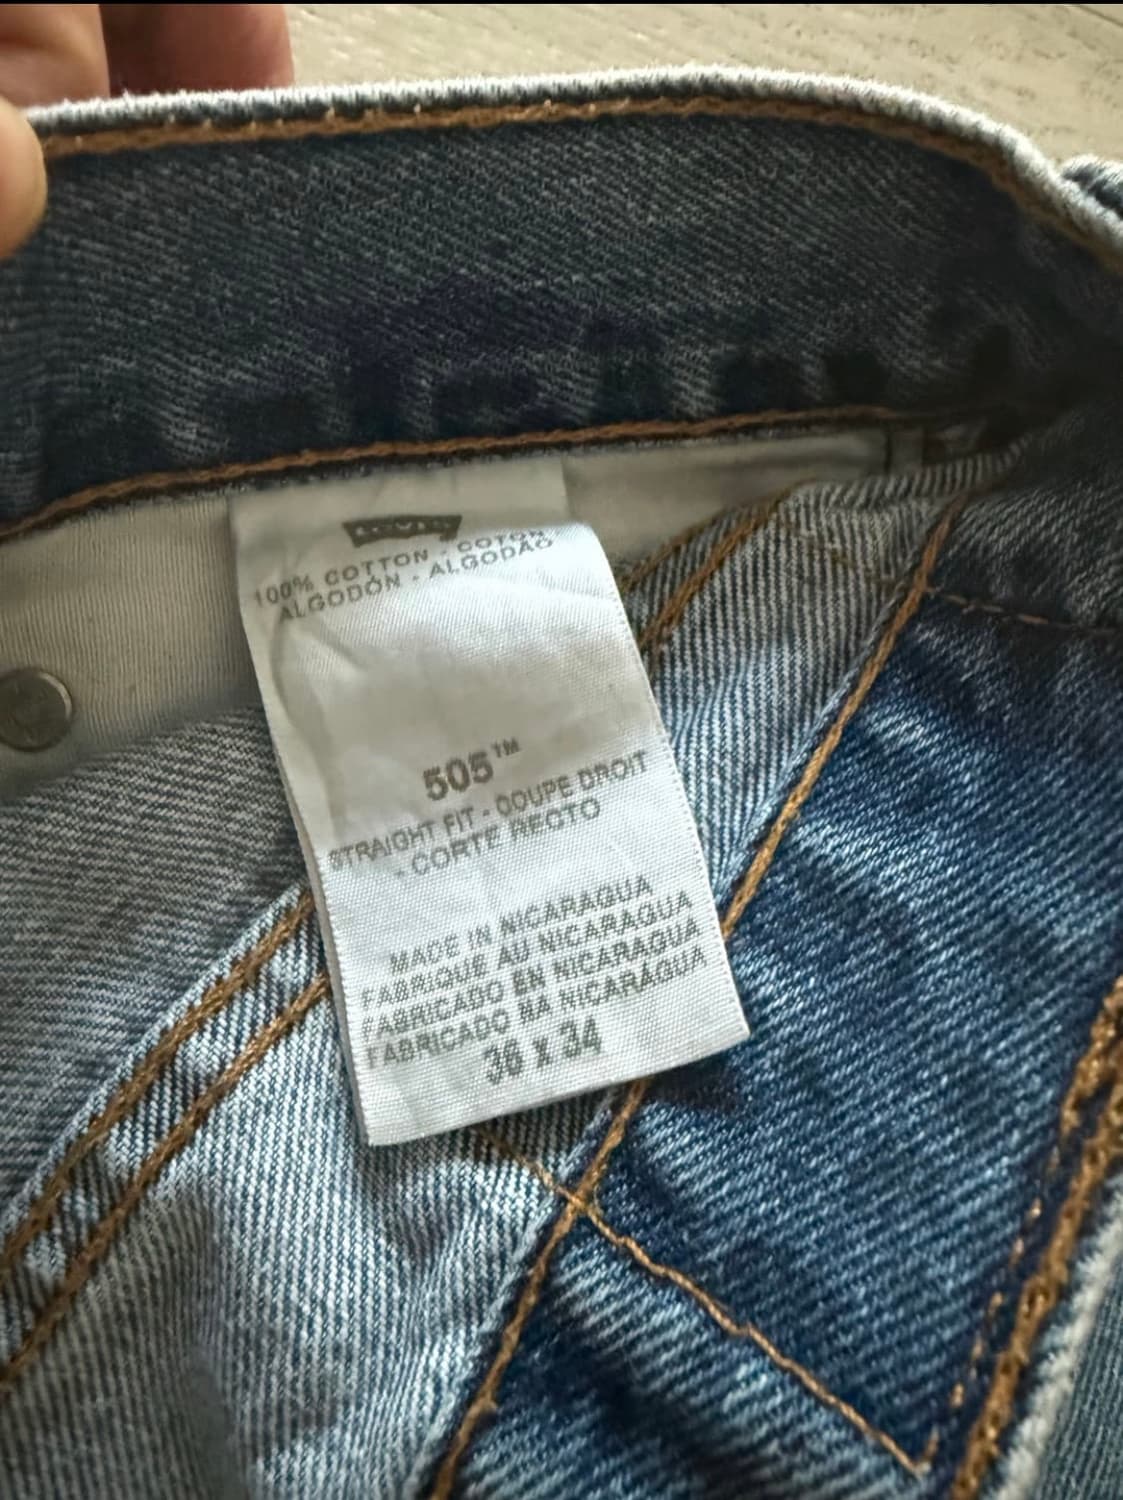 LEVI'S
100% COTTON - COTON
ALGODÓN - ALGODÃO
505™
STRAIGHT FIT - COUPE DROIT
- CORTE RECTO
MADE IN NICARAGUA
FABRIQUÉ AU NICARAGUA
FABRICADO EN NICARAGUA
FABRICADO NA NICARÁGUA
36 x 34